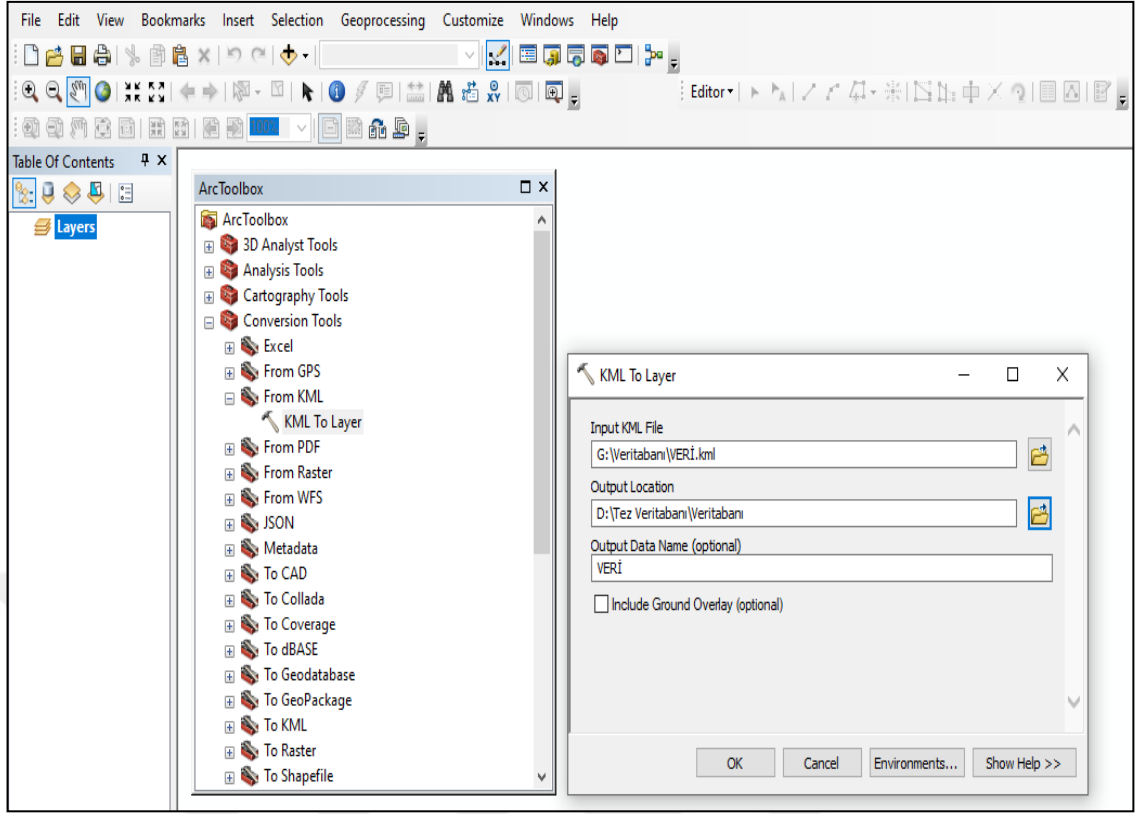 File Edit View Bookmarks Insert Selection Geoprocessing Customize Windows Help
Editor
100%
Table Of Contents
Layers
ArcToolbox
ArcToolbox
3D Analyst Tools
Analysis Tools
Cartography Tools
Conversion Tools
Excel
From GPS
From KML
KML To Layer
From PDF
From Raster
From WFS
JSON
Metadata
To CAD
To Collada
To Coverage
To dBASE
To Geodatabase
To GeoPackage
To KML
To Raster
To Shapefile
KML To Layer
Input KML File
G:\Veritabanı\VERİ.kml
Output Location
D:\Tez Veritabanı\Veritabanı
Output Data Name (optional)
VERİ
Include Ground Overlay (optional)
OK Cancel Environments... Show Help >>